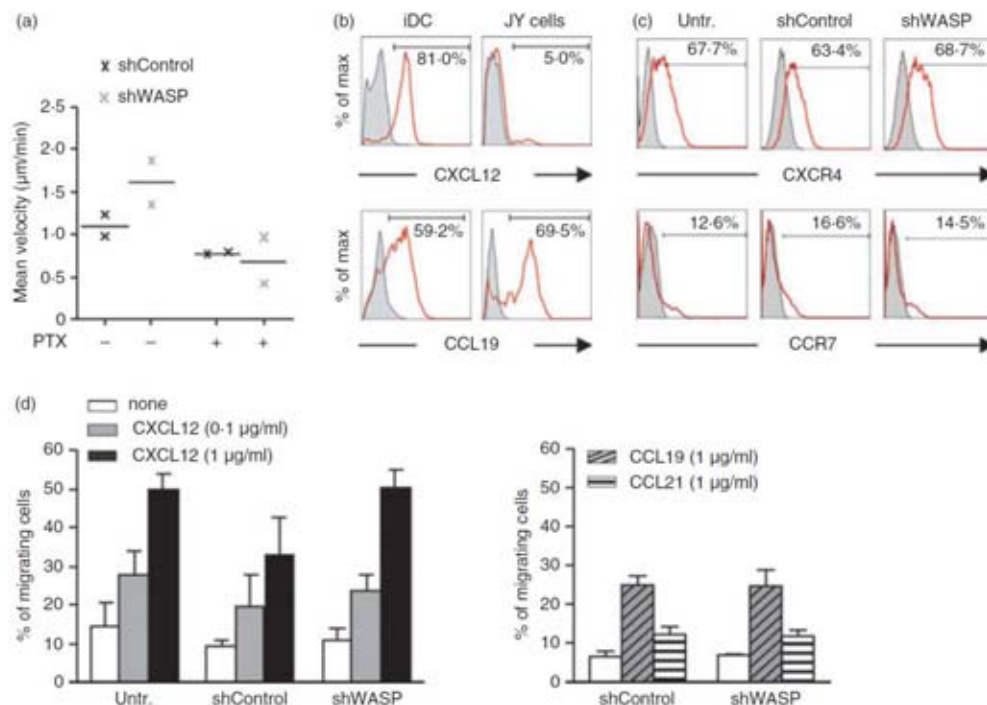 (a)
× shControl
× shWASP
Mean velocity (µm/min)
2·5
2·0
1·5
1·0
0·5
0
PTX – – + +
(b)
iDC JY cells
% of max
81·0% 5·0%
CXCL12
% of max
59·2% 69·5%
CCL19
(c)
Untr. shControl shWASP
67·7% 63·4% 68·7%
CXCR4
12·6% 16·6% 14·5%
CCR7
(d)
none
CXCL12 (0·1 µg/ml)
CXCL12 (1 µg/ml)
% of migrating cells
60
50
40
30
20
10
0
Untr. shControl shWASP
CCL19 (1 µg/ml)
CCL21 (1 µg/ml)
% of migrating cells
60
50
40
30
20
10
0
shControl shWASP